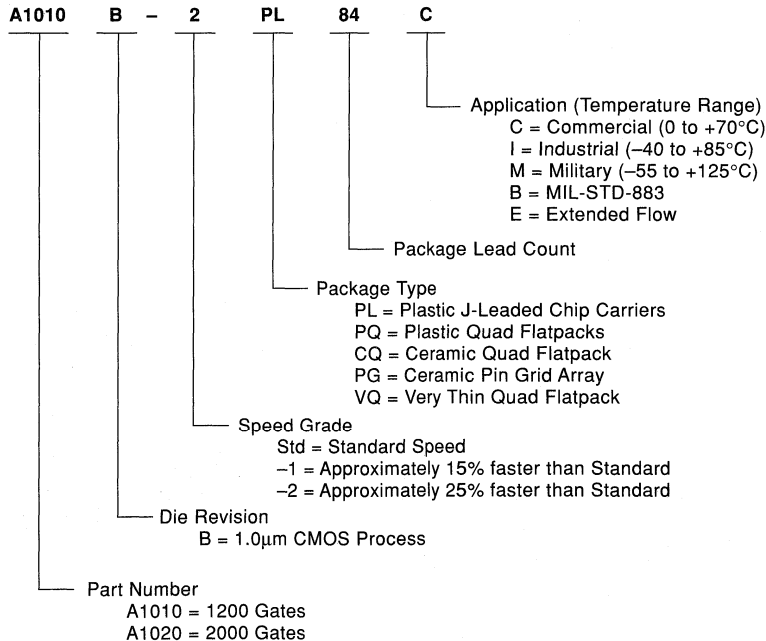 A1010 B – 2 PL 84 C
Application (Temperature Range)
C = Commercial (0 to +70°C)
I = Industrial (–40 to +85°C)
M = Military (–55 to +125°C)
B = MIL-STD-883
E = Extended Flow
Package Lead Count
Package Type
PL = Plastic J-Leaded Chip Carriers
PQ = Plastic Quad Flatpacks
CQ = Ceramic Quad Flatpack
PG = Ceramic Pin Grid Array
VQ = Very Thin Quad Flatpack
Speed Grade
Std = Standard Speed
–1 = Approximately 15% faster than Standard
–2 = Approximately 25% faster than Standard
Die Revision
B = 1.0μm CMOS Process
Part Number
A1010 = 1200 Gates
A1020 = 2000 Gates